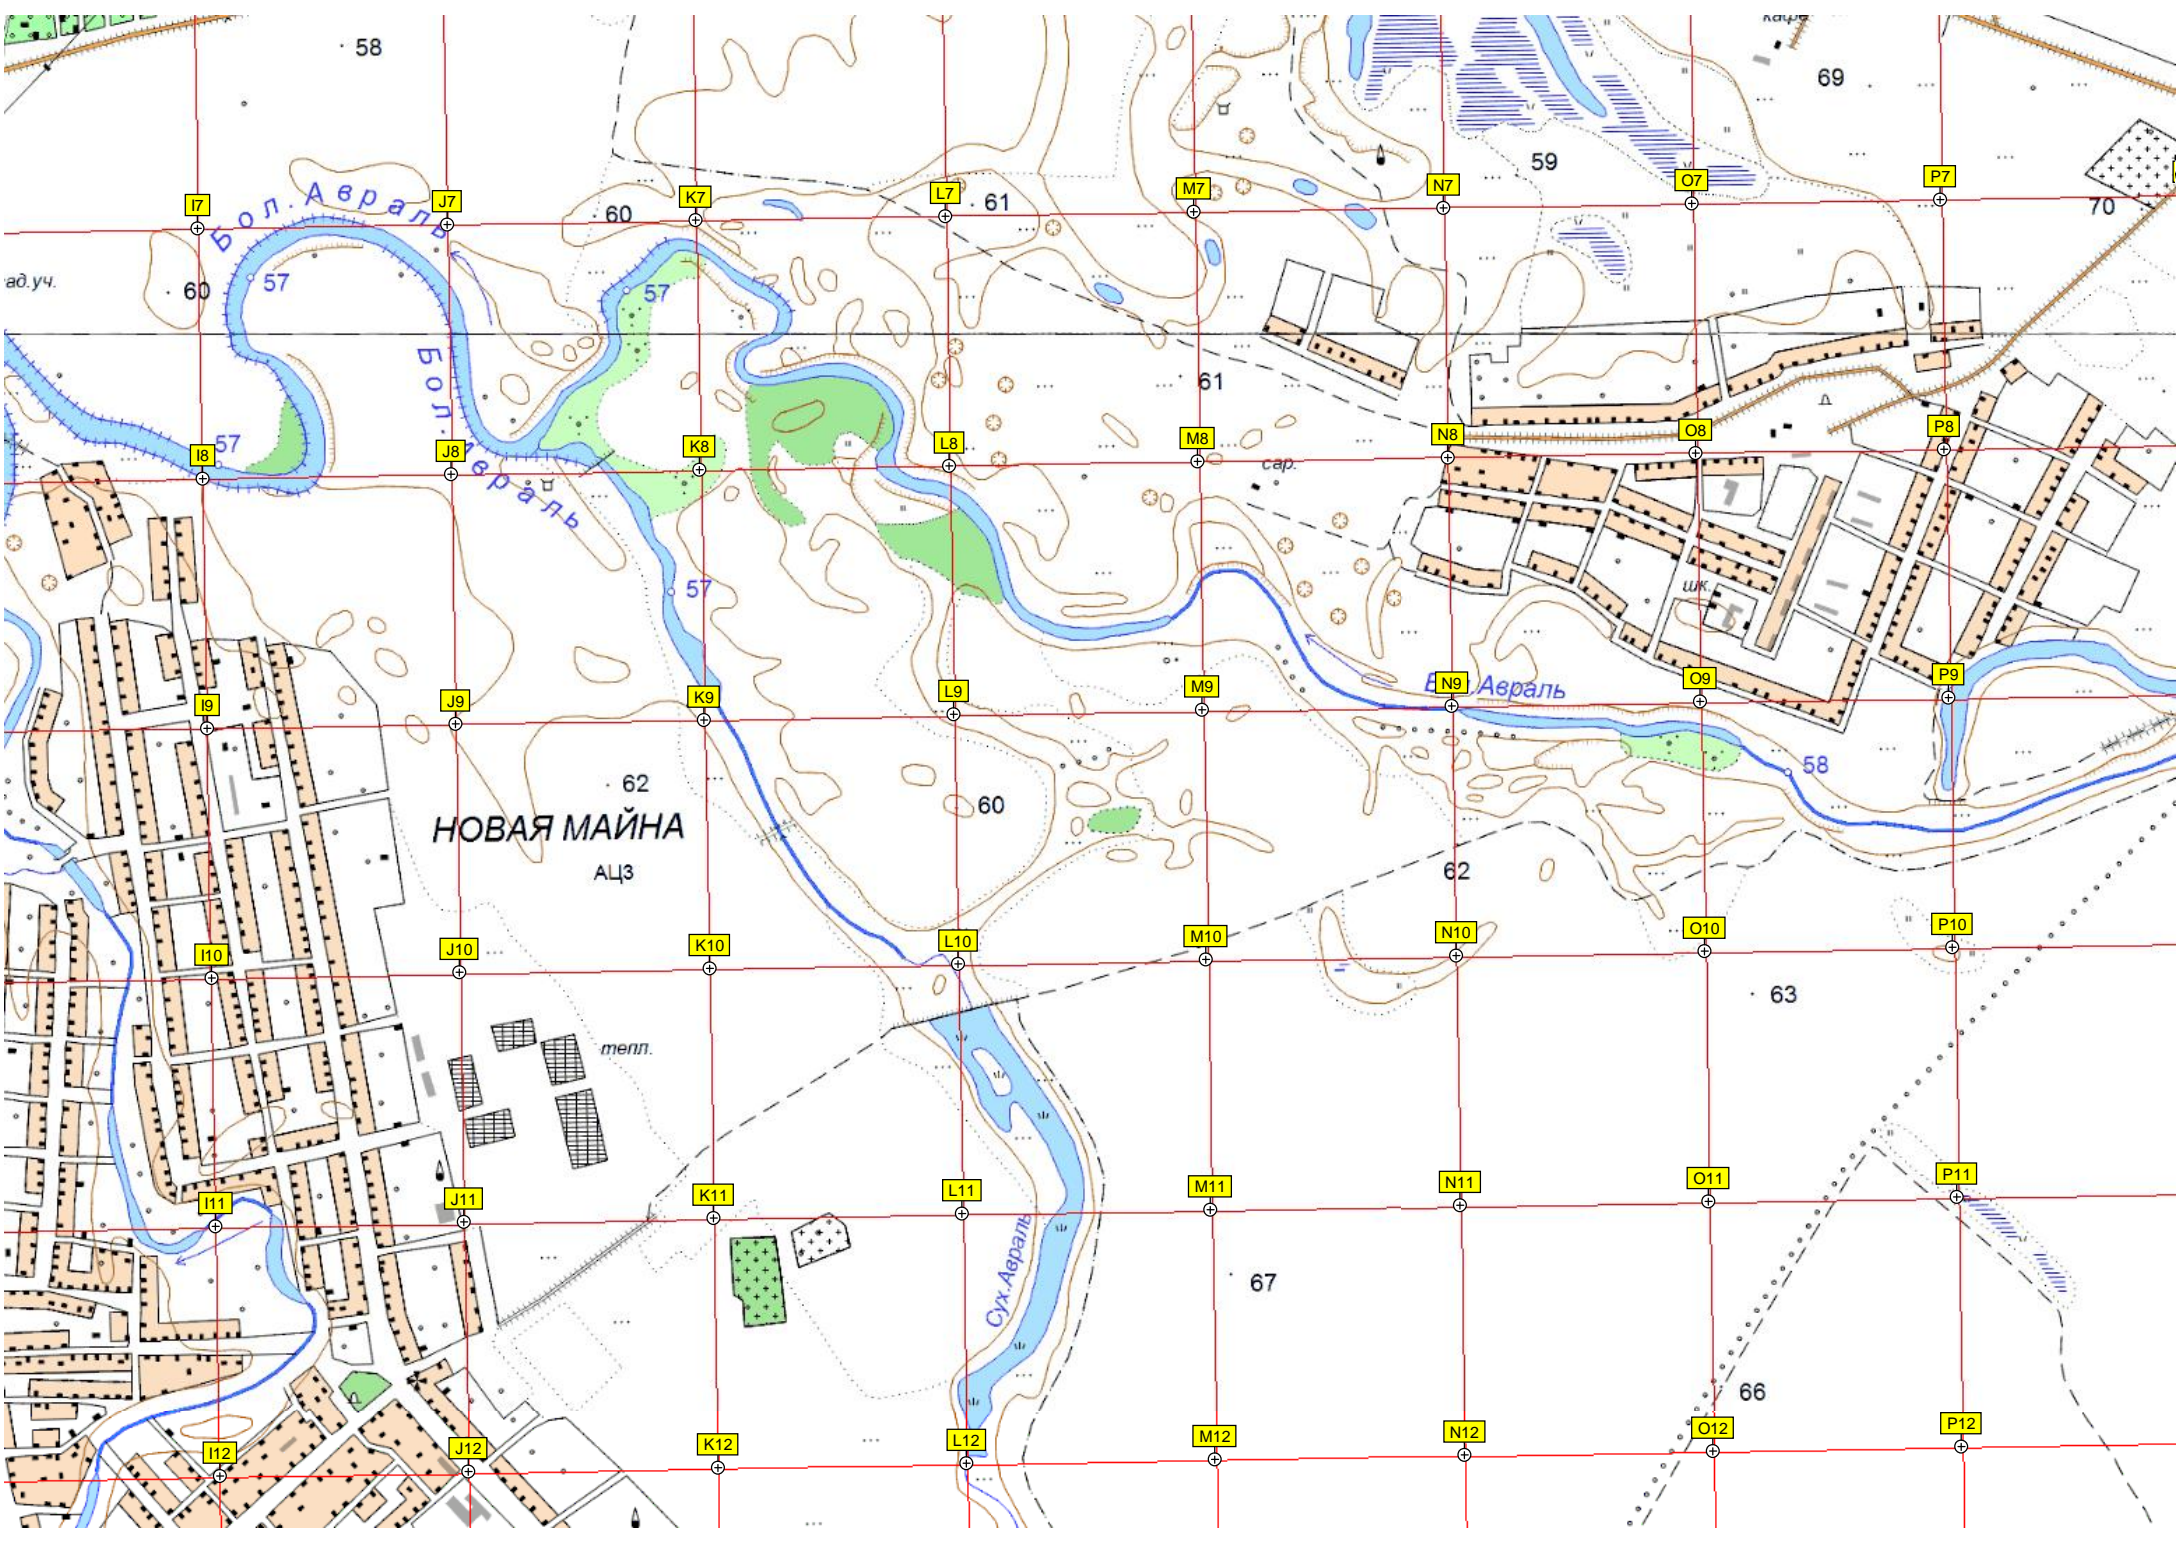 58
69
59
I7
J7
K7
L7
M7
N7
O7
P7
Бол. Авраль
60
61
70
ад.уч.
60
57
57
61
Бол. Авраль
57
I8
J8
K8
L8
M8
N8
O8
P8
сар.
57
шк.
I9
J9
K9
L9
M9
N9
O9
P9
Авраль
58
62
60
НОВАЯ МАЙНА
АЦЗ
62
I10
J10
K10
L10
M10
N10
O10
P10
63
тепл.
I11
J11
K11
L11
M11
N11
O11
P11
Сух.Авраль
67
66
I12
J12
K12
L12
M12
N12
O12
P12